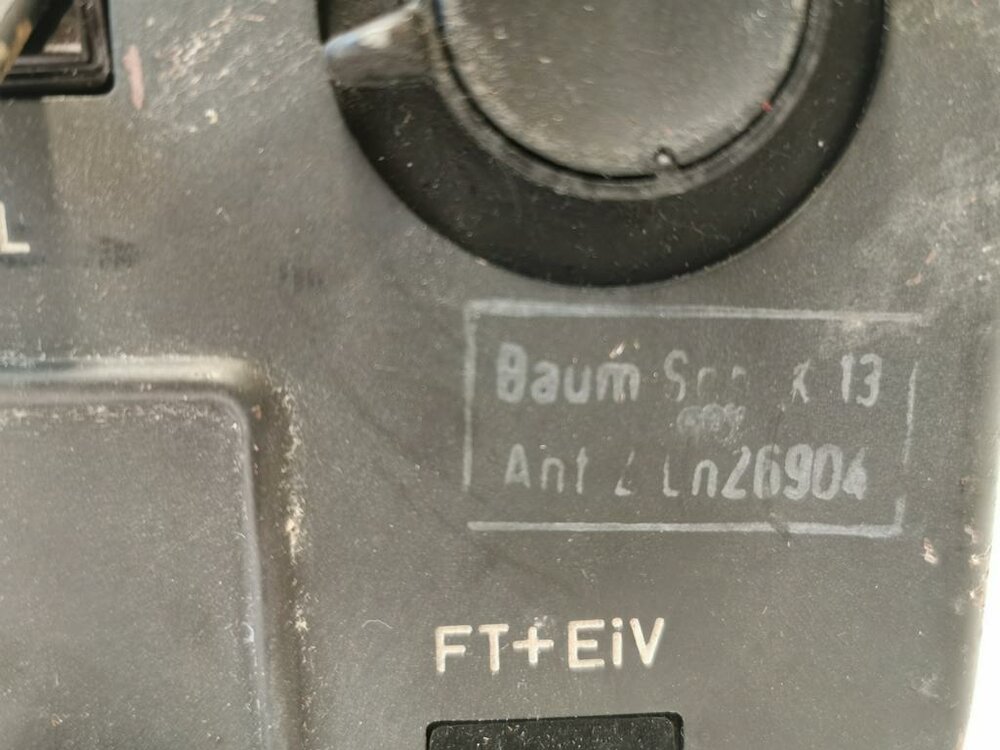 L
Baum x 13
Ant Ln26904
FT+EiV